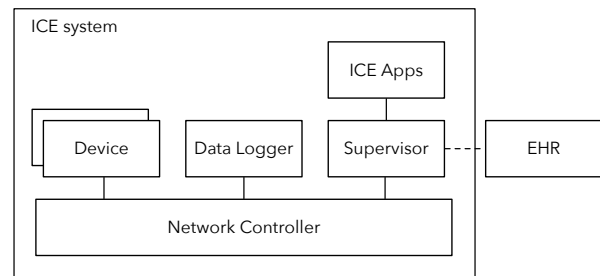 ICE system
ICE Apps
Device
Data Logger
Supervisor
EHR
Network Controller